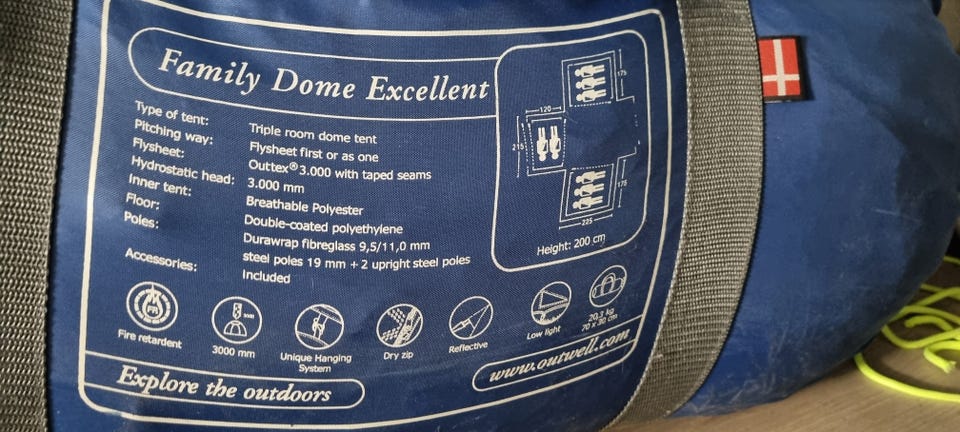 Family Dome Excellent
Type of tent: Triple room dome tent
Pitching way: Flysheet first or as one
Flysheet: Outtex® 3.000 with taped seams
Hydrostatic head: 3.000 mm
Inner tent: Breathable Polyester
Floor: Double-coated polyethylene
Poles: Durawrap fibreglass 9,5/11,0 mm
steel poles 19 mm + 2 upright steel poles
Accessories: Included
175
120
215
175
225
Height: 200 cm
FR
Fire retardent
3000 mm
Unique Hanging
System
Dry zip
Reflective
Low light
20.2 kg
70 x 30 cm
Explore the outdoors
www.outwell.com